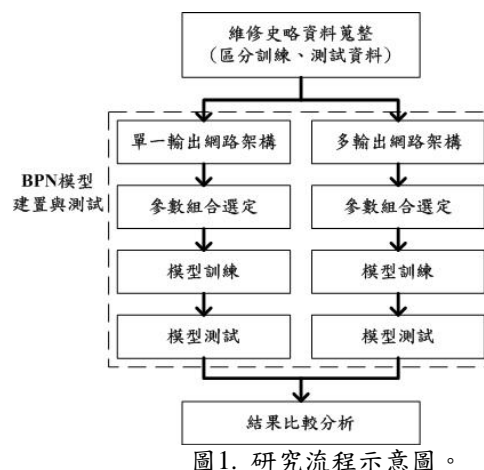 維修史略資料蒐整
(區分訓練、測試資料)
單一輸出網路架構
多輸出網路架構
BPN模型
建置與測試
參數組合選定
參數組合選定
模型訓練
模型訓練
模型測試
模型測試
結果比較分析
圖1. 研究流程示意圖。